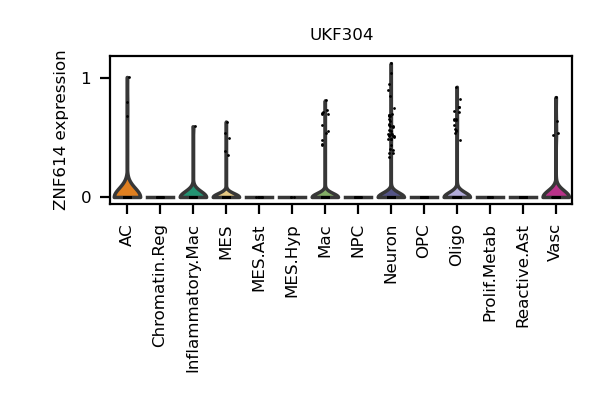 UKF304
ZNF614 expression
1
0
AC
Chromatin.Reg
Inflammatory.Mac
MES
MES.Ast
MES.Hyp
Mac
NPC
Neuron
OPC
Oligo
Prolif.Metab
Reactive.Ast
Vasc